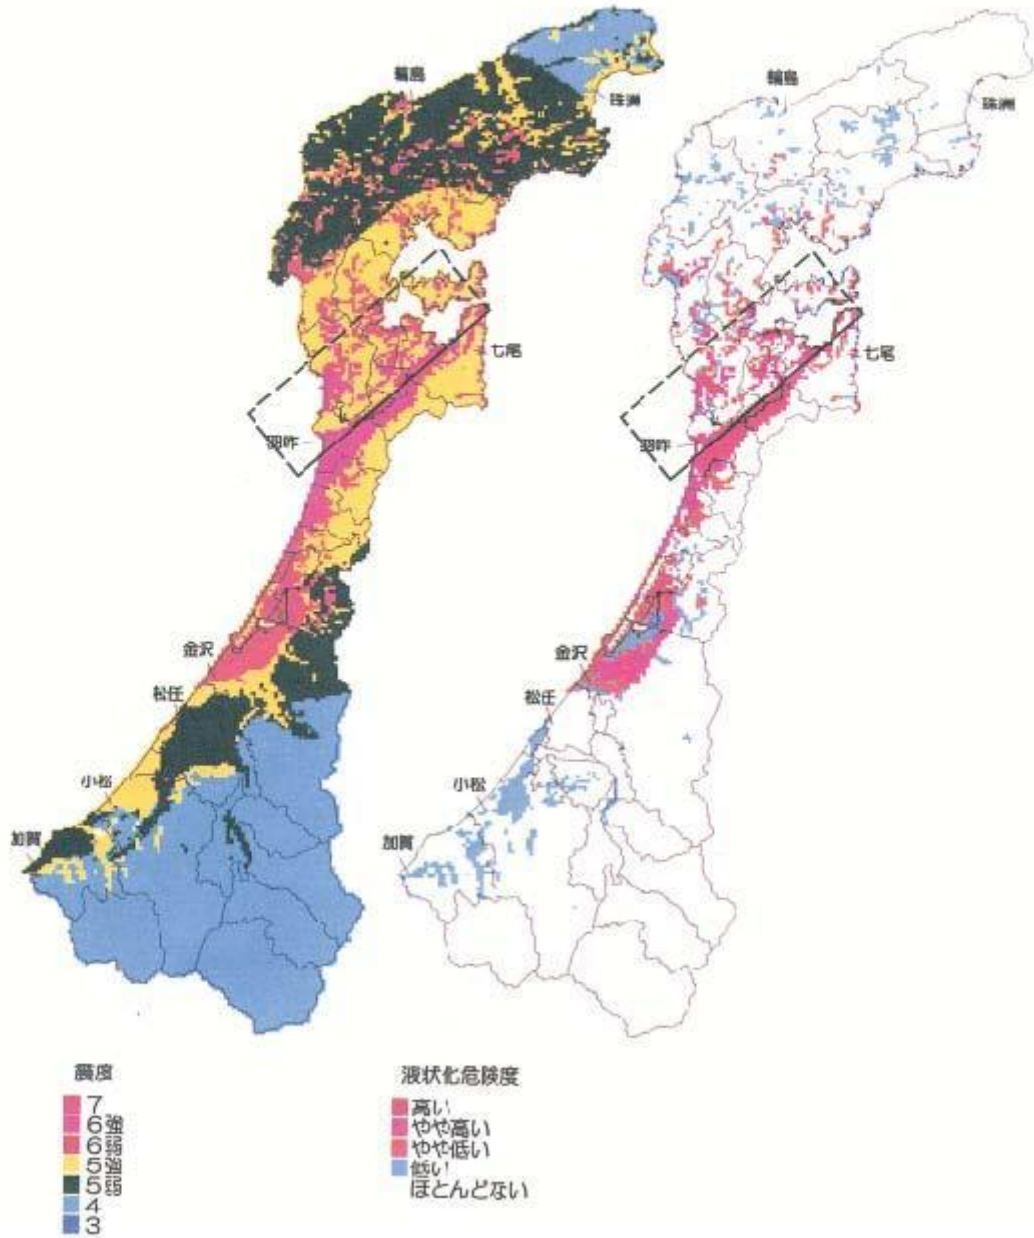 輪島
珠洲
七尾
羽咋
金沢
松任
小松
加賀
輪島
珠洲
七尾
羽咋
金沢
松任
小松
加賀
震度
7
6強
6弱
5強
5弱
4
3
液状化危険度
高い
やや高い
やや低い
低い
ほとんどない